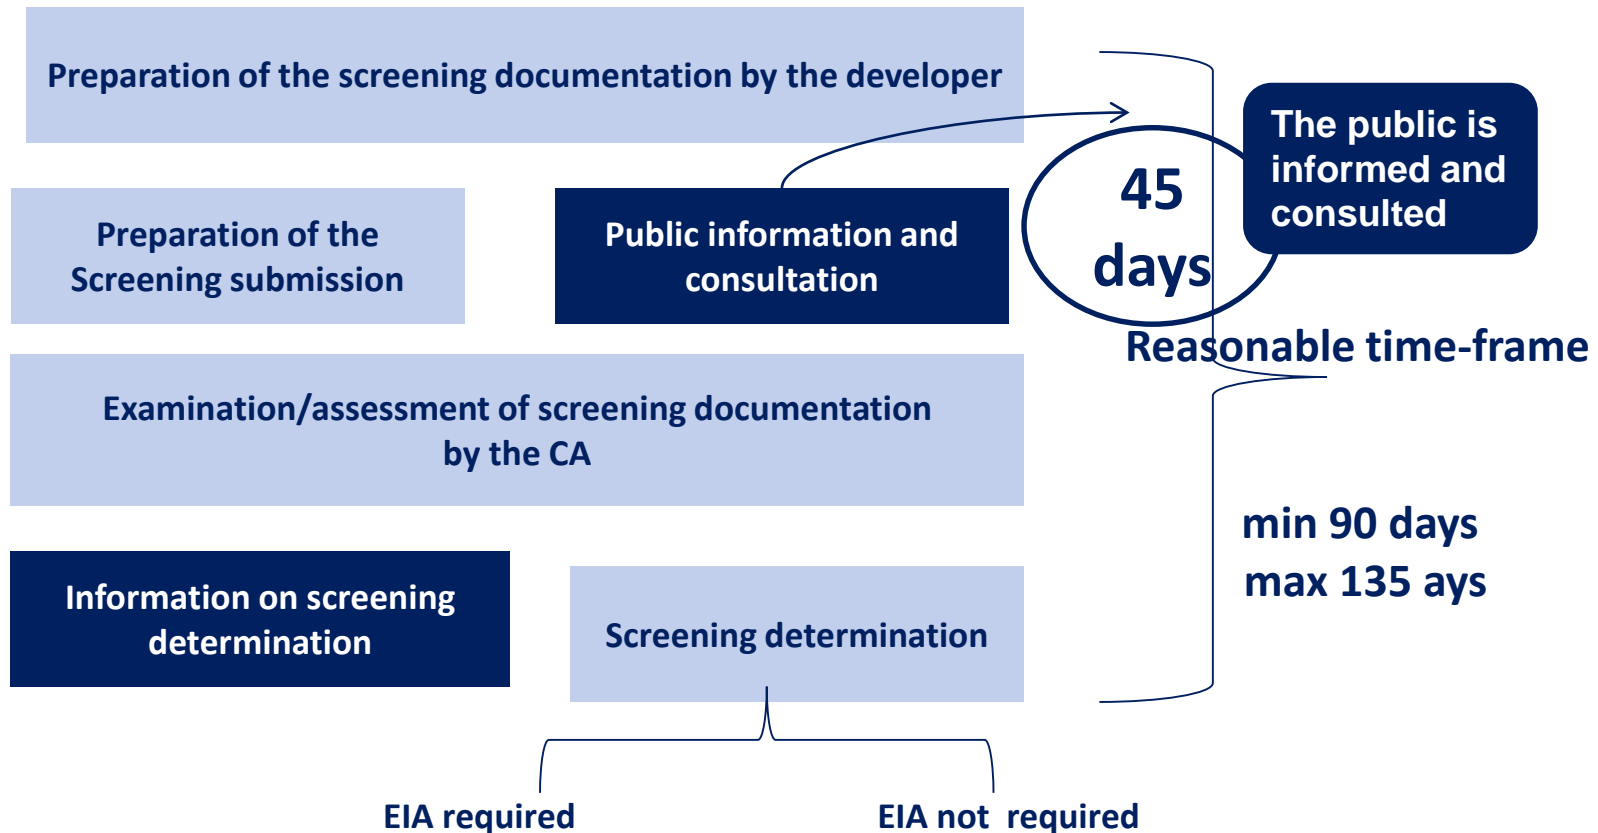 Preparation of the screening documentation by the developer
The public is
informed and
consulted
45
days
Preparation of the
Screening submission
Public information and
consultation
Reasonable time-frame
Examination/assessment of screening documentation
by the CA
min 90 days
max 135 ays
Information on screening
determination
Screening determination
EIA required
EIA not  required